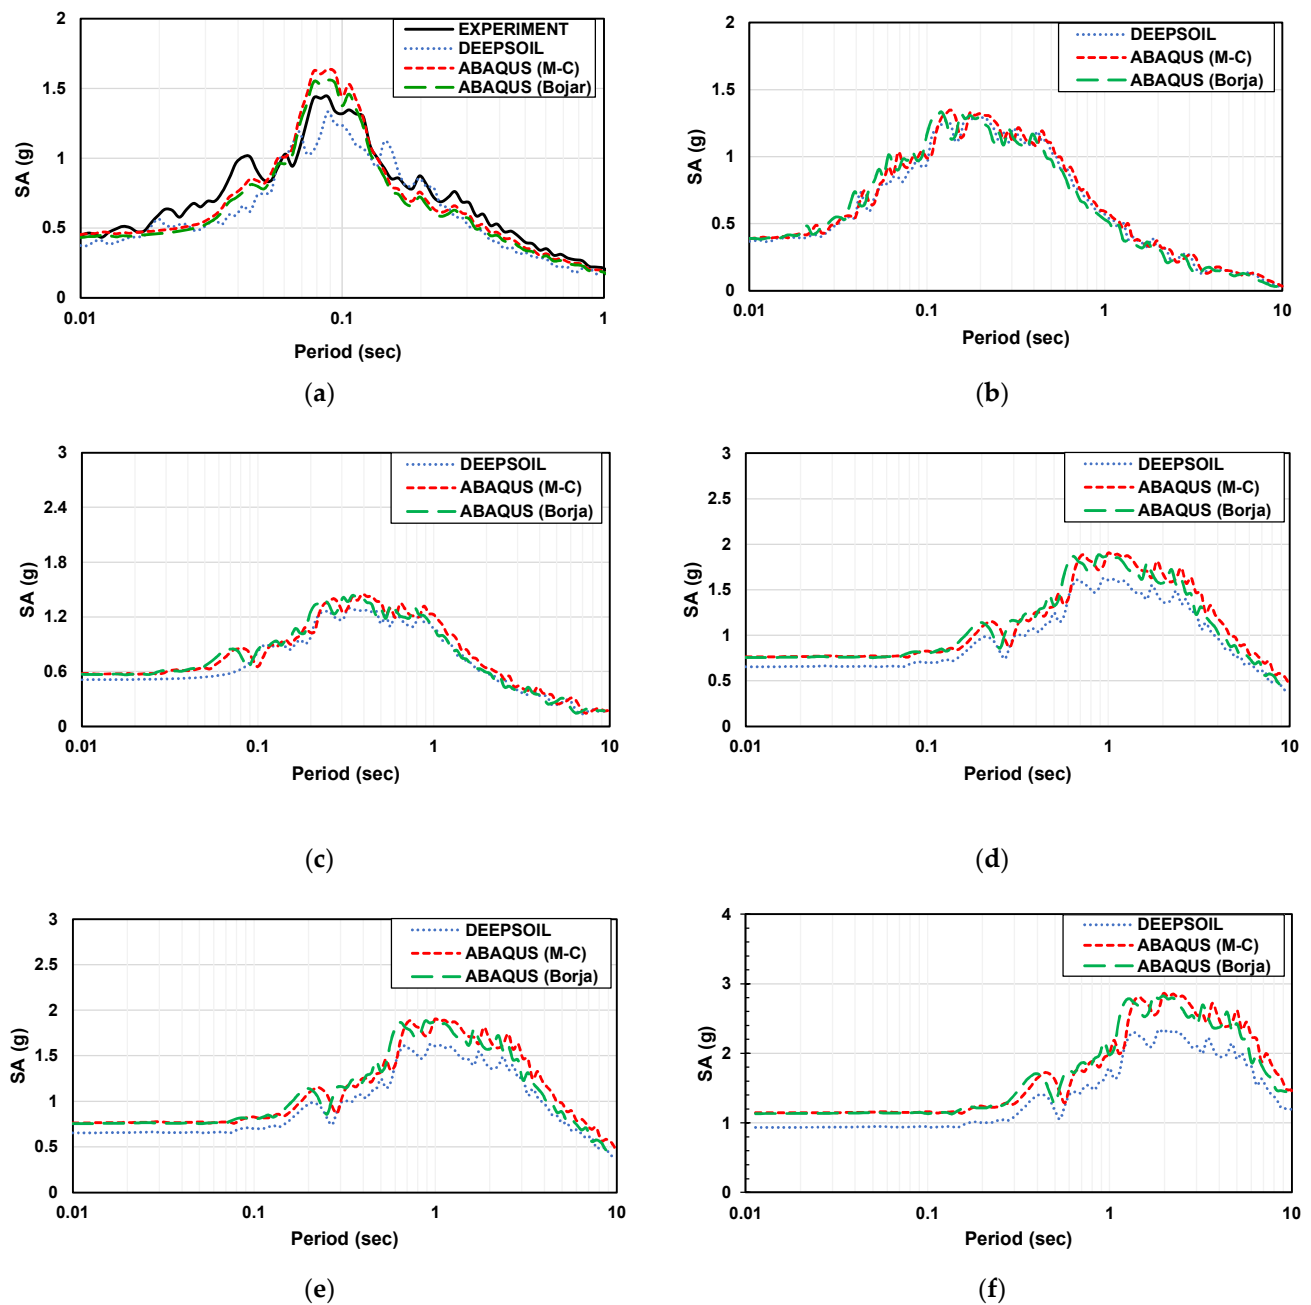 2
1.5
1
0.5
0
SA (g)
0.01
0.1
1
Period (sec)
EXPERIMENT
DEEPSOIL
ABAQUS (M-C)
ABAQUS (Bojar)
(a)
2
1.5
1
0.5
0
SA (g)
0.01
0.1
1
10
Period (sec)
DEEPSOIL
ABAQUS (M-C)
ABAQUS (Borja)
(b)
3
2.4
1.8
1.2
0.6
0
SA (g)
0.01
0.1
1
10
Period (sec)
DEEPSOIL
ABAQUS (M-C)
ABAQUS (Borja)
(c)
3
2.5
2
1.5
1
0.5
0
SA (g)
0.01
0.1
1
10
Period (sec)
DEEPSOIL
ABAQUS (M-C)
ABAQUS (Borja)
(d)
3
2.5
2
1.5
1
0.5
0
SA (g)
0.01
0.1
1
10
Period (sec)
DEEPSOIL
ABAQUS (M-C)
ABAQUS (Borja)
(e)
4
3
2
1
0
SA (g)
0.01
0.1
1
10
Period (sec)
DEEPSOIL
ABAQUS (M-C)
ABAQUS (Borja)
(f)